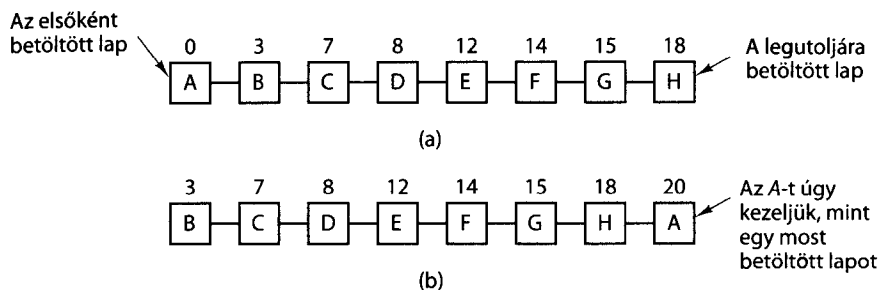 Az elsőként
betöltött lap
0 3 7 8 12 14 15 18
A B C D E F G H
A legutoljára
betöltött lap
(a)
3 7 8 12 14 15 18 20
B C D E F G H A
Az A-t úgy
kezeljük, mint
egy most
betöltött lapot
(b)